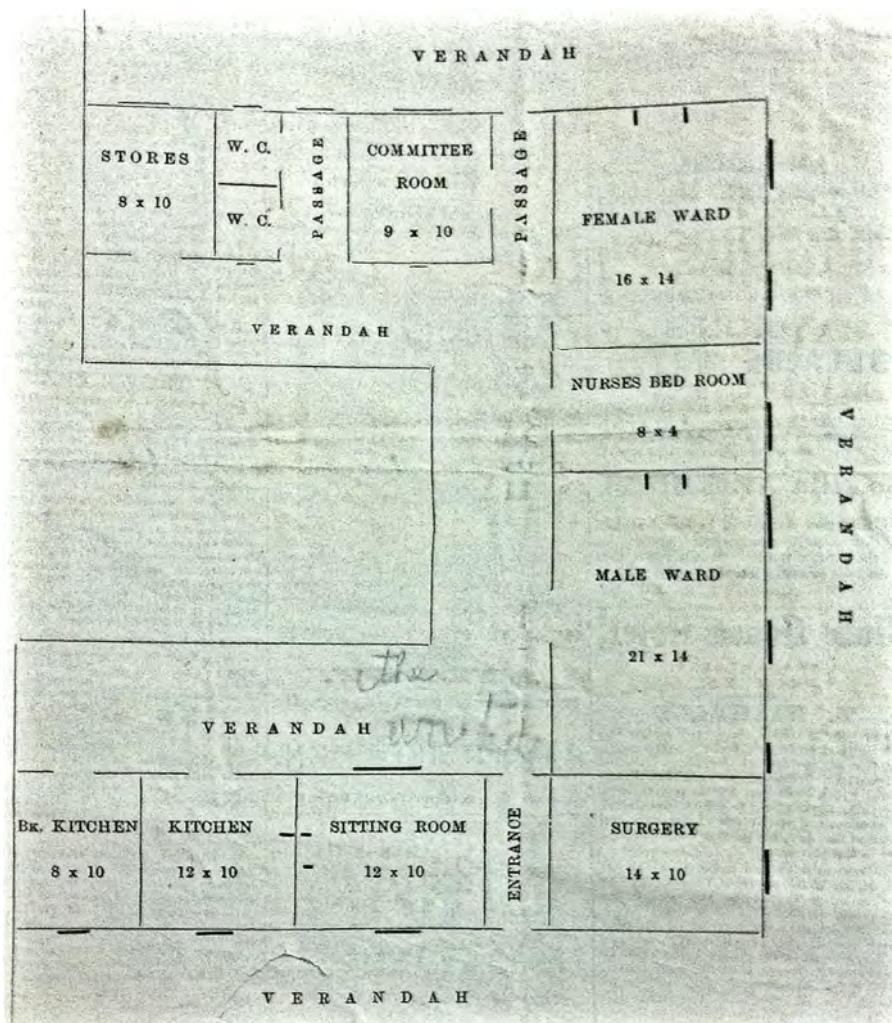 VERANDAH
STORES
8 x 10
W. C.
W. C.
PASSAGE
COMMITTEE
ROOM
9 x 10
PASSAGE
FEMALE WARD
16 x 14
VERANDAH
NURSES BED ROOM
8 x 4
VERANDAH
MALE WARD
21 x 14
the
VERANDAH
BK. KITCHEN
8 x 10
KITCHEN
12 x 10
SITTING ROOM
12 x 10
ENTRANCE
SURGERY
14 x 10
VERANDAH